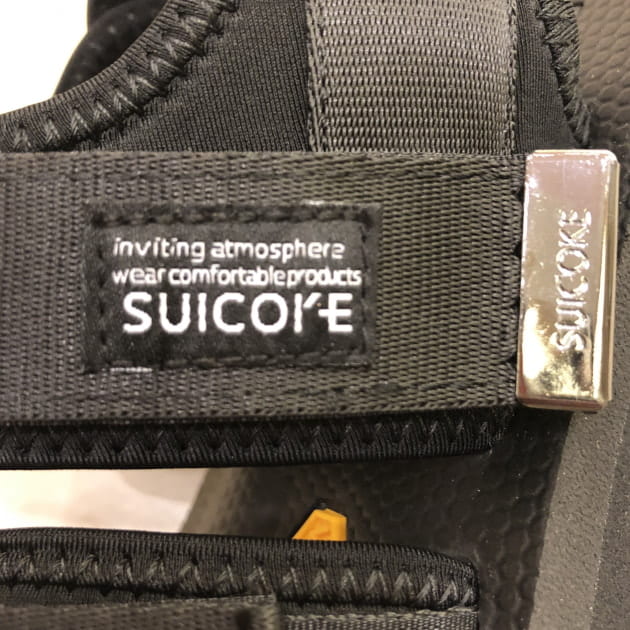 inviting atmosphere
wear comfortable products
SUICOKE
SUICOKE